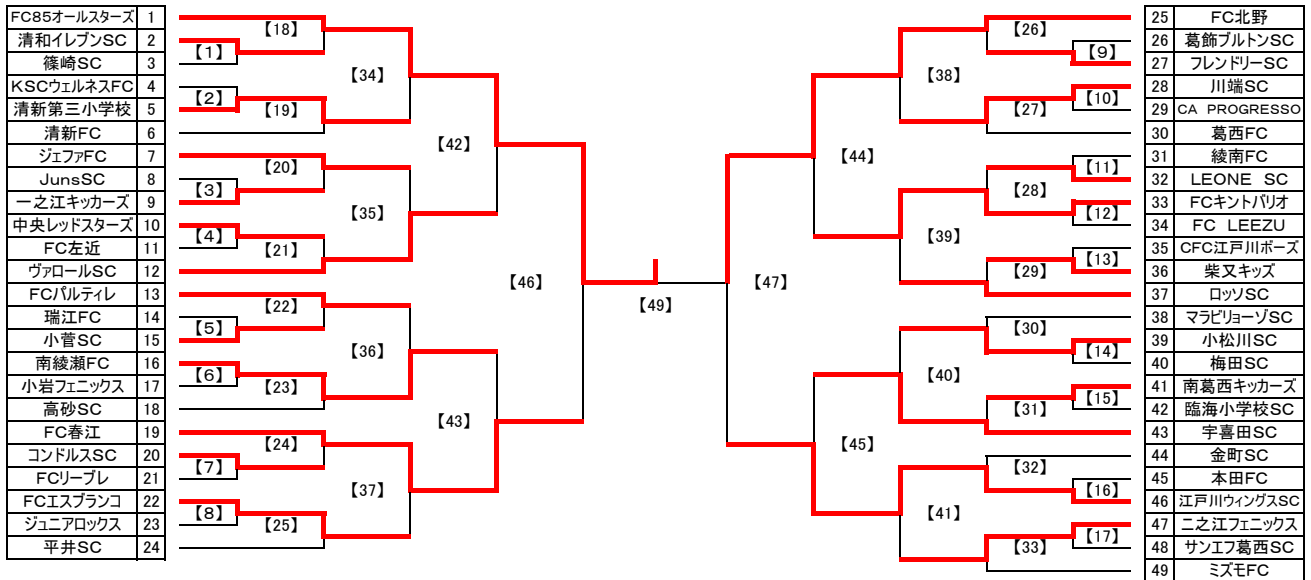 FC85オールスターズ 1
清和イレブンSC 2
篠崎SC 3
KSCウェルネスFC 4
清新第三小学校 5
清新FC 6
ジェファFC 7
JunsSC 8
一之江キッカーズ 9
中央レッドスターズ 10
FC左近 11
ヴァロールSC 12
FCパルティレ 13
瑞江FC 14
小菅SC 15
南綾瀬FC 16
小岩フェニックス 17
高砂SC 18
FC春江 19
コンドルスSC 20
FCリーブレ 21
FCエスブランコ 22
ジュニアロックス 23
平井SC 24
【1】
【2】
【3】
【4】
【5】
【6】
【7】
【8】
【18】
【19】
【20】
【21】
【22】
【23】
【24】
【25】
【34】
【35】
【36】
【37】
【42】
【43】
【46】
【49】
【47】
【44】
【45】
【38】
【39】
【40】
【41】
【26】
【27】
【28】
【29】
【30】
【31】
【32】
【33】
【9】
【10】
【11】
【12】
【13】
【14】
【15】
【16】
【17】
25 FC北野
26 葛飾ブルトンSC
27 フレンドリーSC
28 川端SC
29 CA PROGRESSO
30 葛西FC
31 綾南FC
32 LEONE SC
33 FCキントバリオ
34 FC LEEZU
35 CFC江戸川ボーズ
36 柴又キッズ
37 ロッソSC
38 マラビリョーゾSC
39 小松川SC
40 梅田SC
41 南葛西キッカーズ
42 臨海小学校SC
43 宇喜田SC
44 金町SC
45 本田FC
46 江戸川ウィングスSC
47 二之江フェニックス
48 サンエフ葛西SC
49 ミズモFC